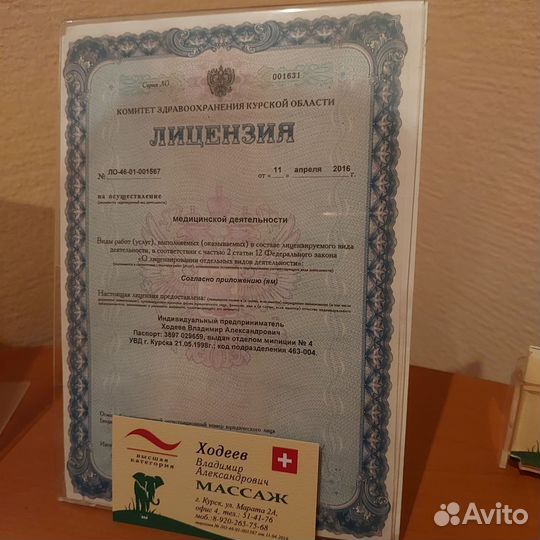 Серия ЛО
001631
КОМИТЕТ ЗДРАВООХРАНЕНИЯ КУРСКОЙ ОБЛАСТИ
ЛИЦЕНЗИЯ
№ ЛО-46-01-001567
от « 11 » апреля 2016 г.
на осуществление
медицинской деятельности
Виды работ (услуг), выполняемых (оказываемых) в составе лицензируемого вида
деятельности, в соответствии с частью 2 статьи 12 Федерального закона
«О лицензировании отдельных видов деятельности»:
Согласно приложению (ям)
Настоящая лицензия предоставлена:
Индивидуальный предприниматель
Ходеев Владимир Александрович
Паспорт: 3897 029659, выдан отделом милиции № 4
УВД г. Курска 21.05.1998г.; код подразделения 463-004.
высшая
категория
Ходеев
Владимир
Александрович
МАССАЖ
г. Курск, ул. Марата 2А,
офис 4, тел.: 51-41-76
моб.:8-920-265-75-68
Avito